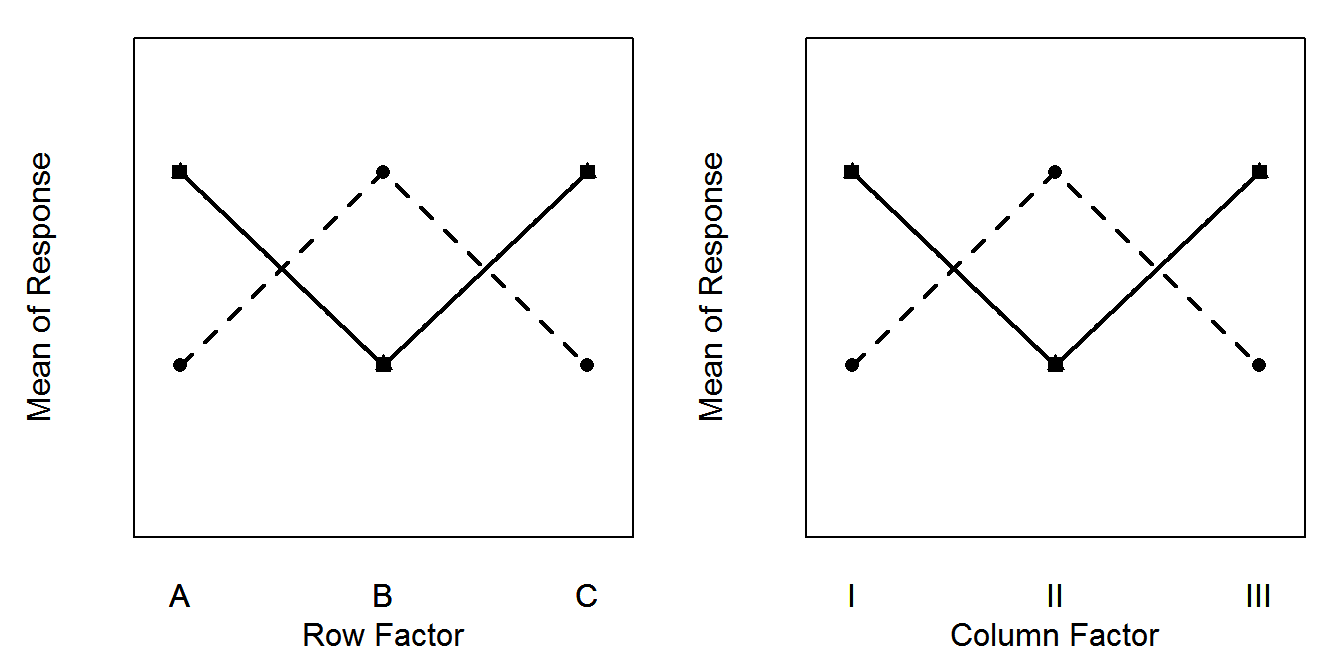 Mean of Response
A B C
Row Factor
Mean of Response
I II III
Column Factor